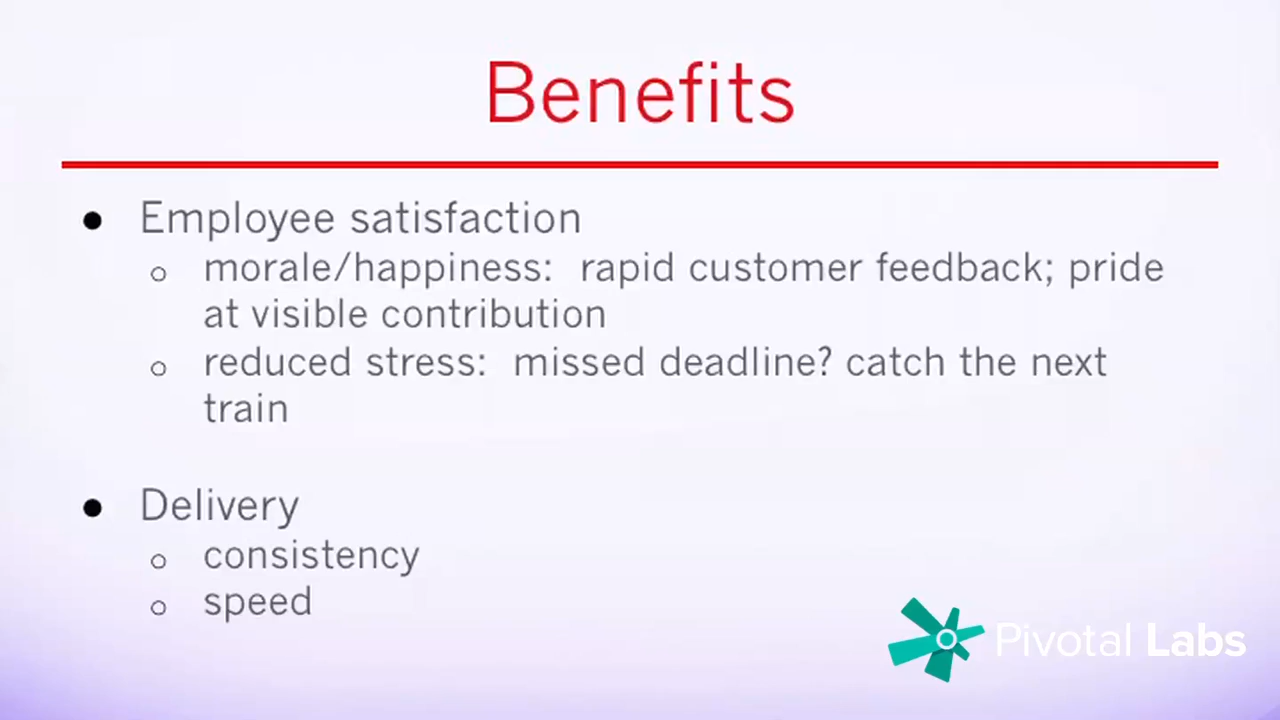 Benefits
● Employee satisfaction
○ morale/happiness: rapid customer feedback; pride
at visible contribution
○ reduced stress: missed deadline? catch the next
train
● Delivery
○ consistency
○ speed
Pivotal Labs